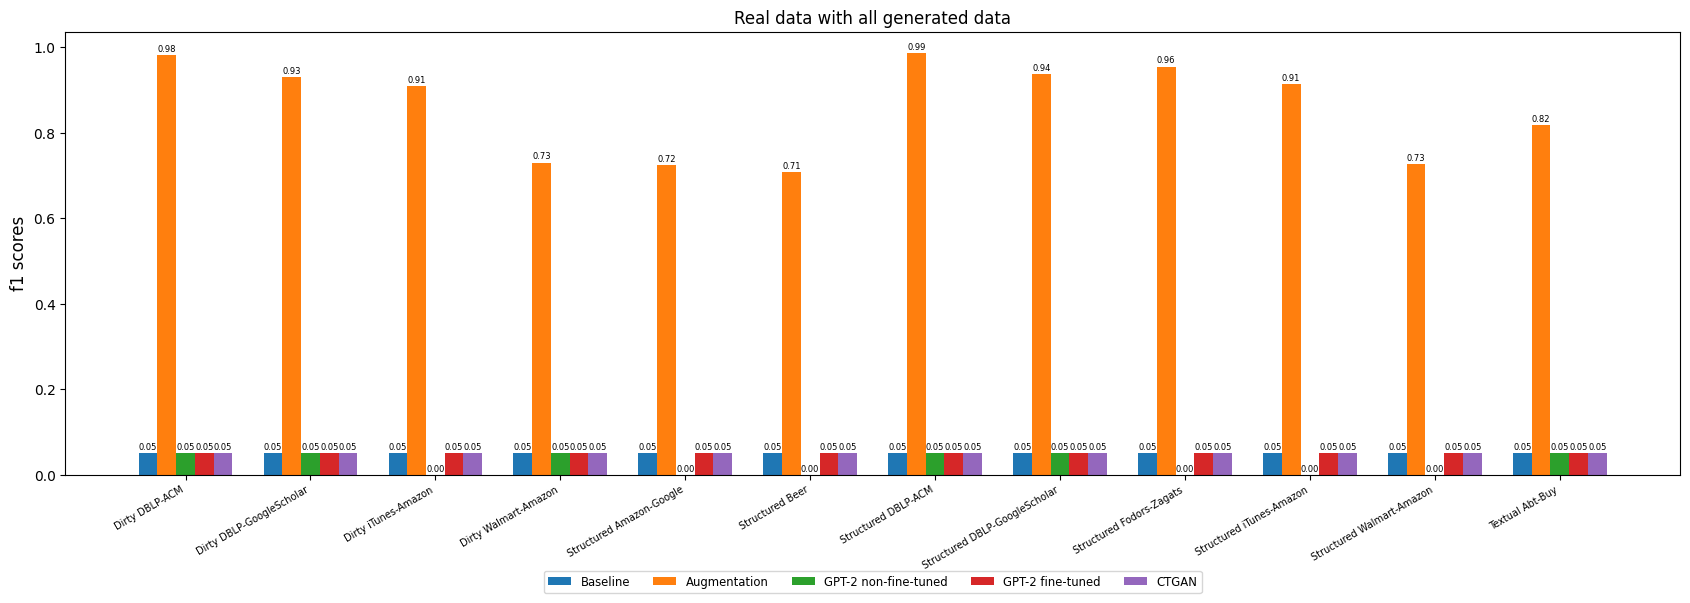 Real data with all generated data
f1 scores
1.0
0.8
0.6
0.4
0.2
0.0
0.05 0.98 0.05 0.05 0.05
0.05 0.93 0.05 0.05 0.05
0.05 0.91 0.00 0.05 0.05
0.05 0.73 0.05 0.05 0.05
0.05 0.72 0.00 0.05 0.05
0.05 0.71 0.00 0.05 0.05
0.05 0.99 0.05 0.05 0.05
0.05 0.94 0.05 0.05 0.05
0.05 0.96 0.00 0.05 0.05
0.05 0.91 0.00 0.05 0.05
0.05 0.73 0.00 0.05 0.05
0.05 0.82 0.05 0.05 0.05
Dirty DBLP-ACM
Dirty DBLP-GoogleScholar
Dirty iTunes-Amazon
Dirty Walmart-Amazon
Structured Amazon-Google
Structured Beer
Structured DBLP-ACM
Structured DBLP-GoogleScholar
Structured Fodors-Zagats
Structured iTunes-Amazon
Structured Walmart-Amazon
Textual Abt-Buy
Baseline Augmentation GPT-2 non-fine-tuned GPT-2 fine-tuned CTGAN